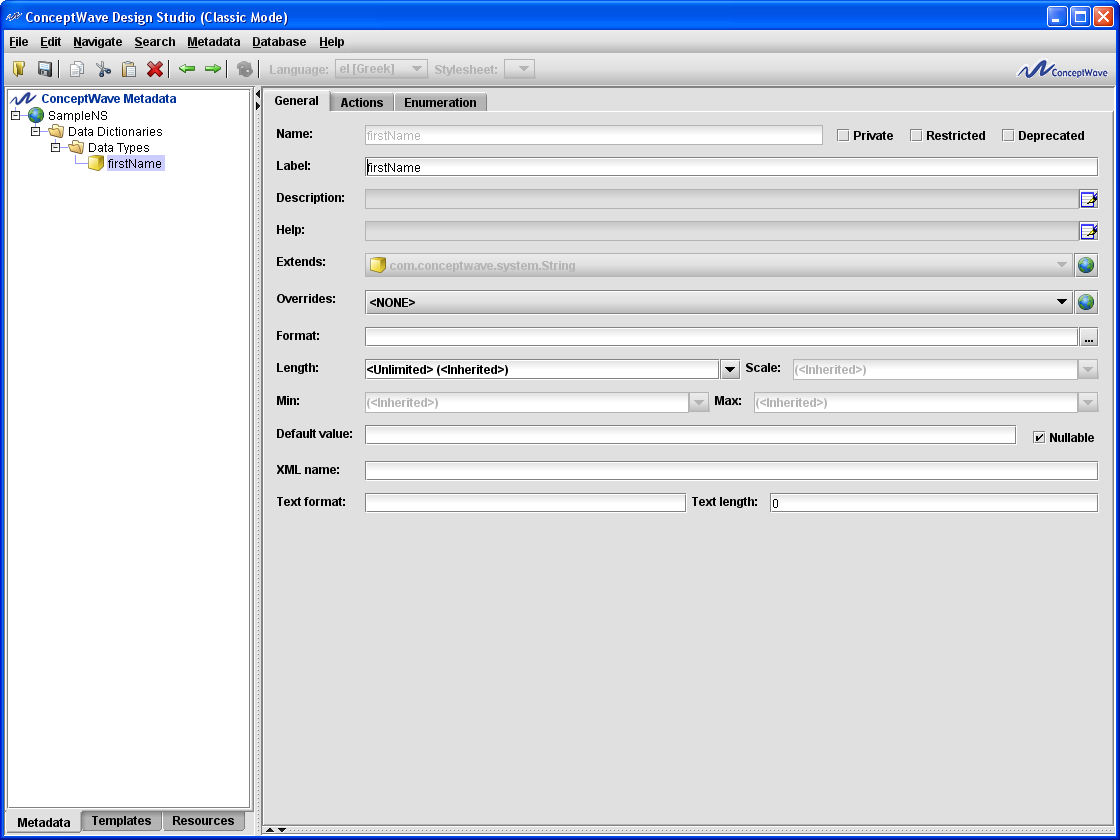 ConceptWave Design Studio (Classic Mode)
File Edit Navigate Search Metadata Database Help
Language: el [Greek] Stylesheet:
ConceptWave
ConceptWave Metadata
SampleNS
Data Dictionaries
Data Types
firstName
General Actions Enumeration
Name: firstName Private Restricted Deprecated
Label: firstName
Description:
Help:
Extends: com.conceptwave.system.String
Overrides: <NONE>
Format: ...
Length: <Unlimited> (<Inherited>) Scale: (<Inherited>)
Min: (<Inherited>) Max: (<Inherited>)
Default value: Nullable
XML name:
Text format: Text length: 0
Metadata Templates Resources